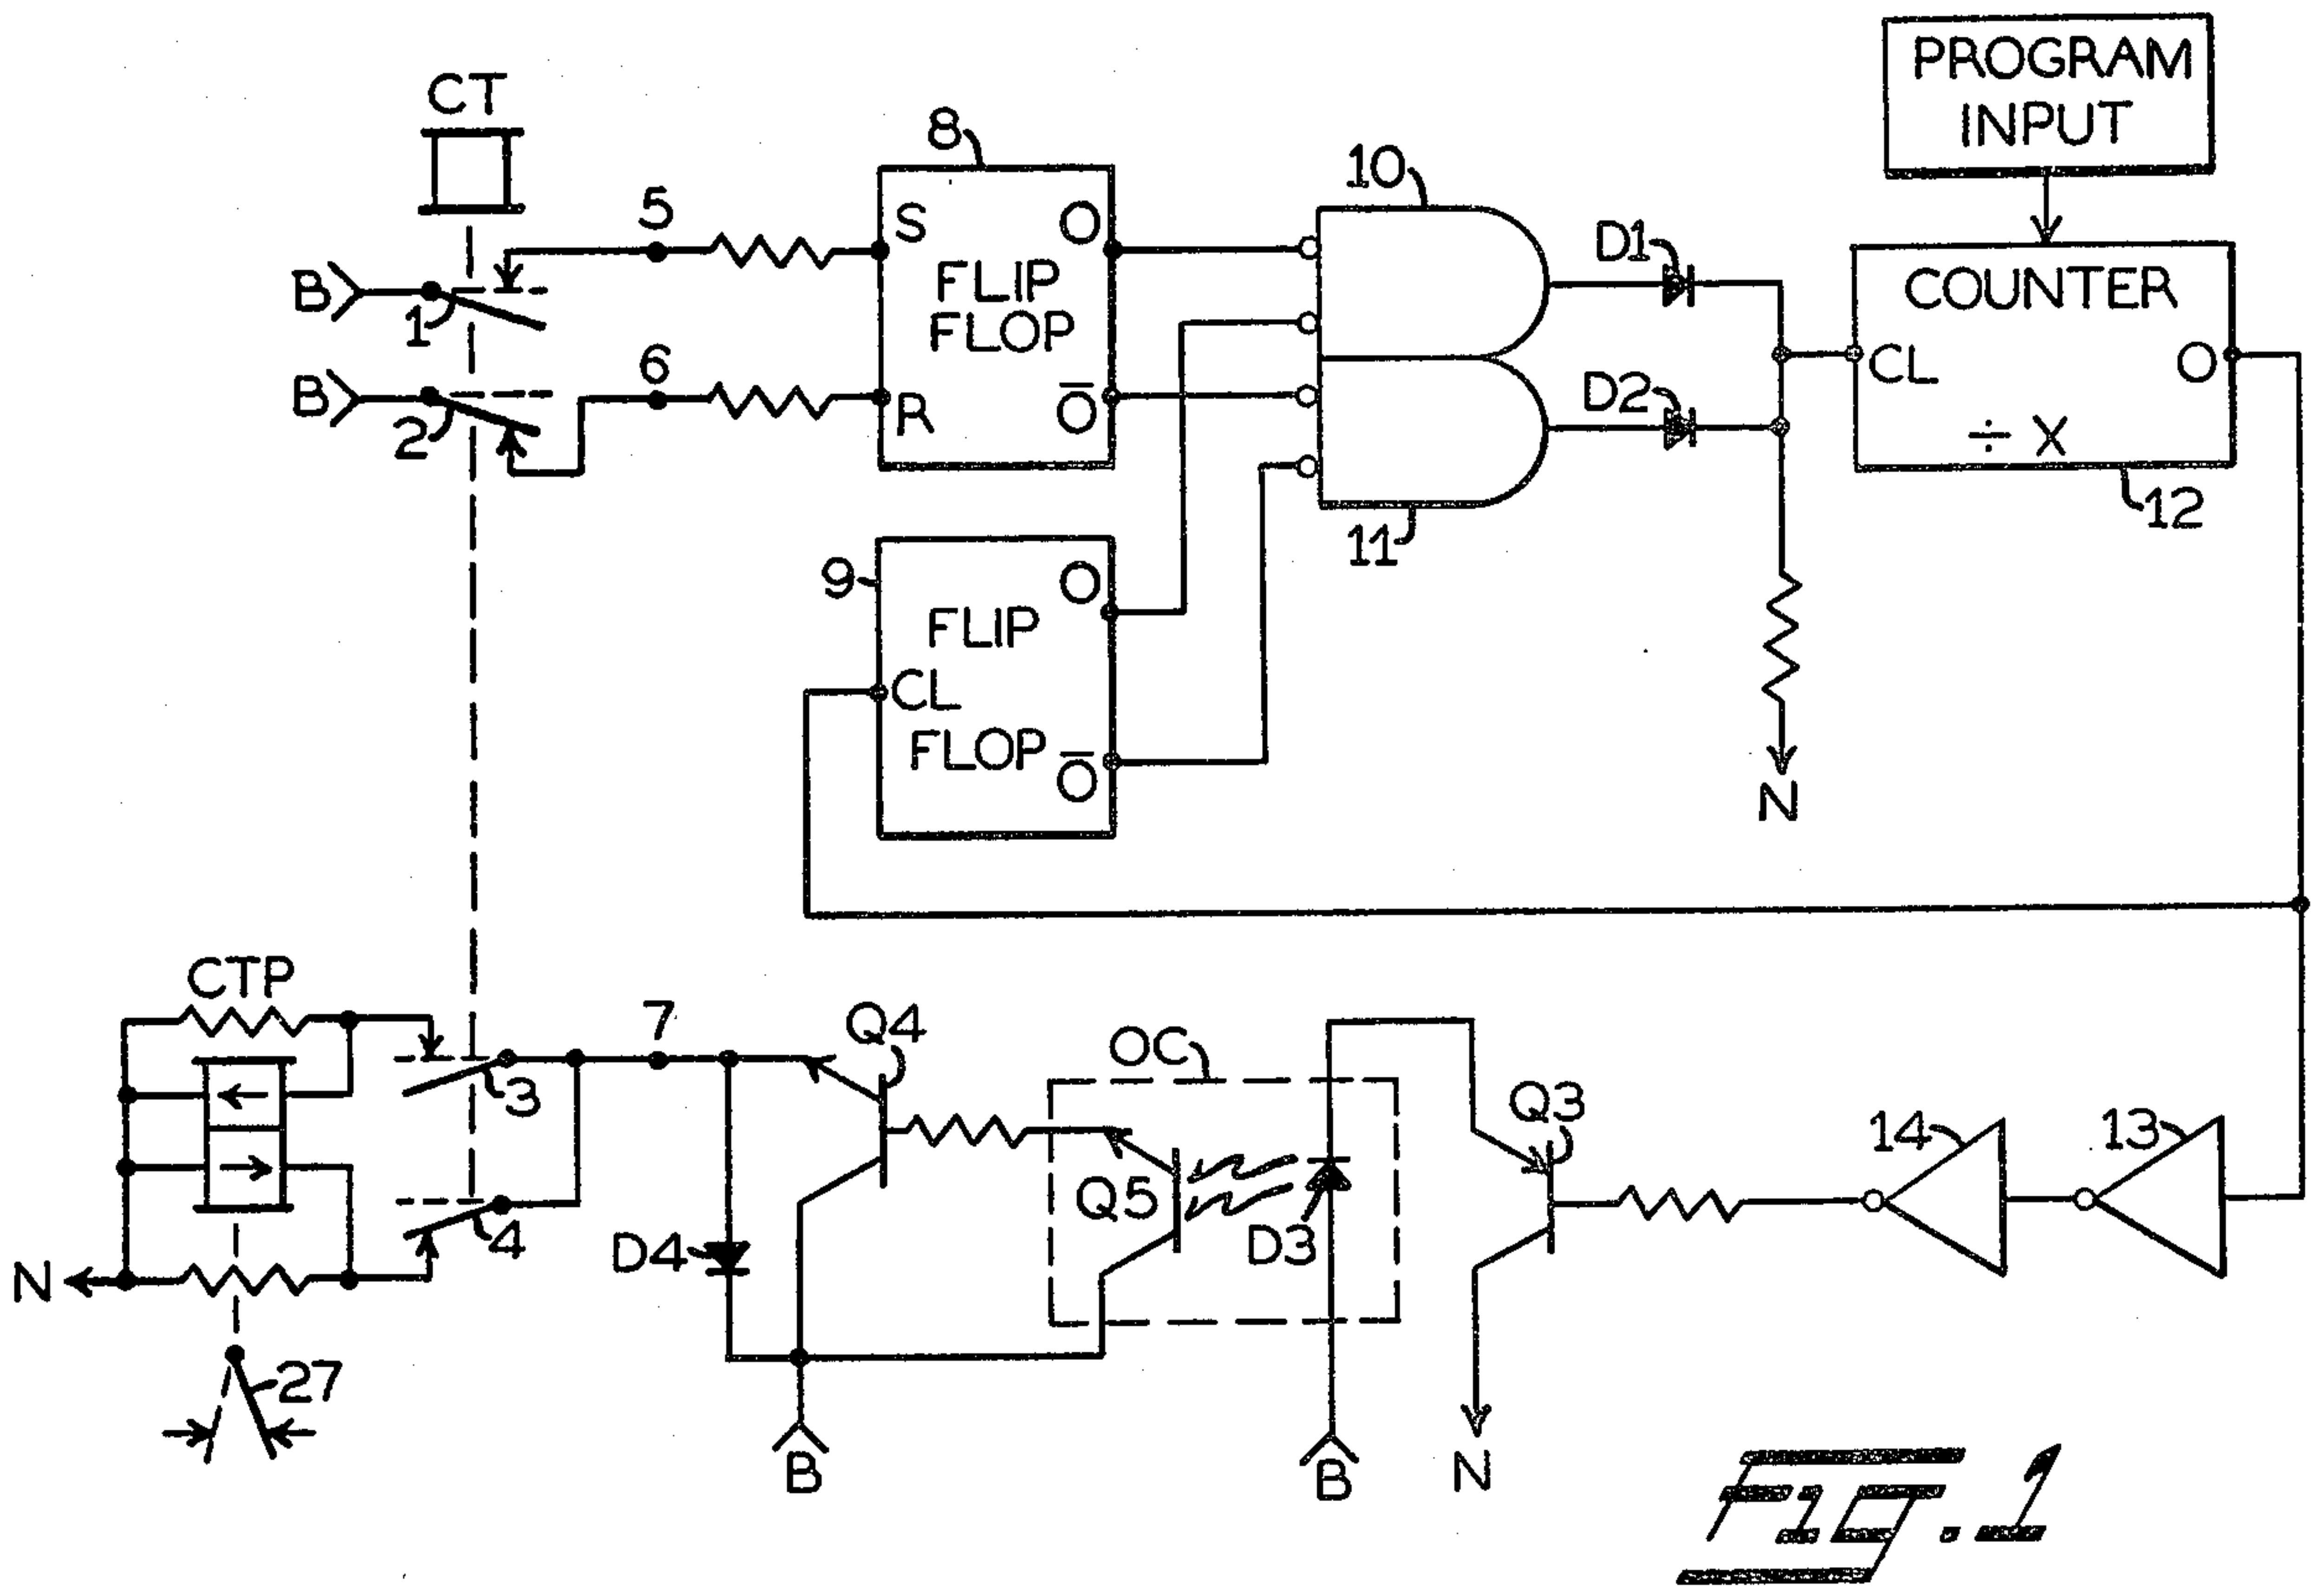 PROGRAM
INPUT
CT
8
10
5
S
O
D1
B
1
FLIP
FLOP
COUNTER
CL
O
÷ X
6
B
2
R
O̅
D2
12
11
9
O
FLIP
CL
FLOP
O̅
N
CTP
7
Q4
OC
3
Q3
14
13
Q5
D3
4
D4
N
27
B
B
N
Fig. 1